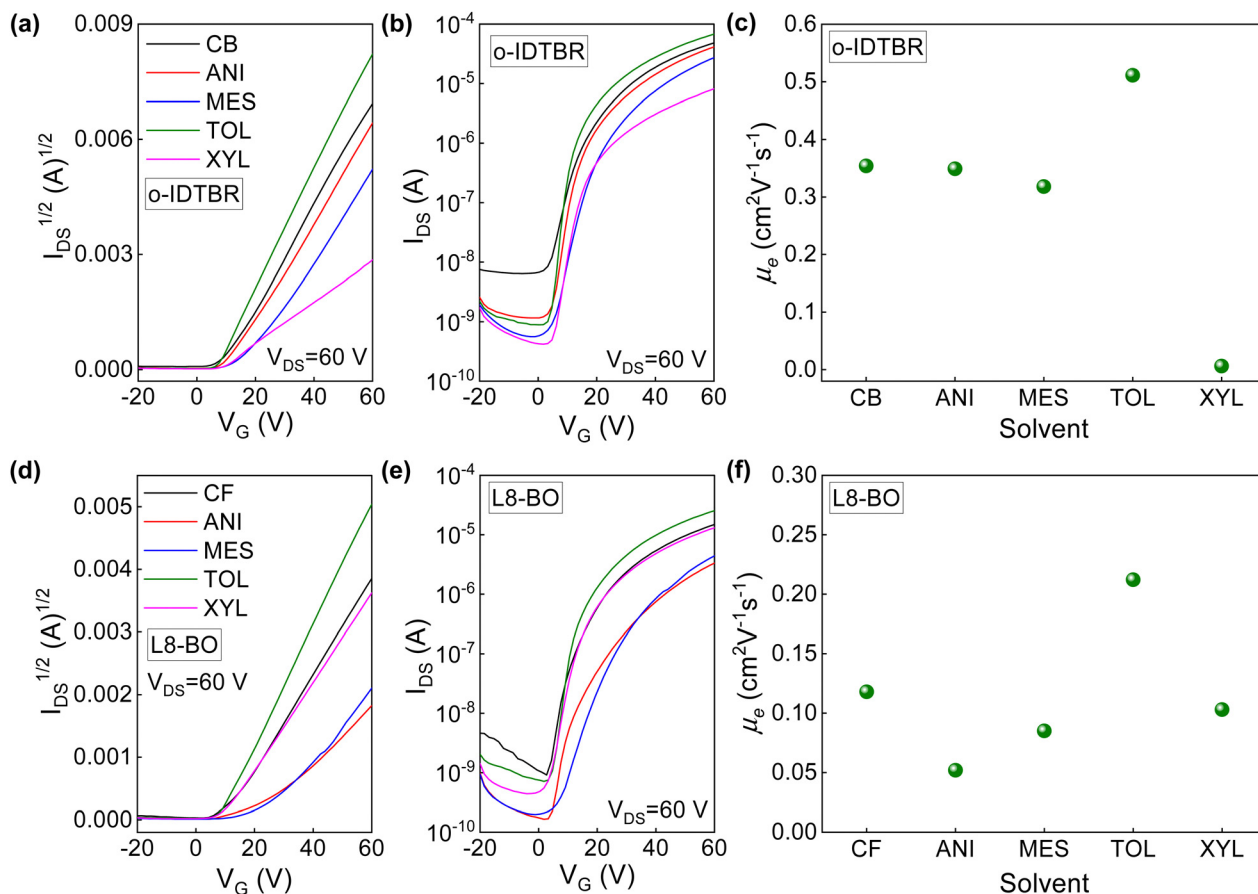 (a)
0.009
0.006
0.003
0.000
I_DS^1/2 (A)^1/2
CB
ANI
MES
TOL
XYL
o-IDTBR
V_DS=60 V
-20 0 20 40 60
V_G (V)
(b)
10^-4
10^-5
10^-6
10^-7
10^-8
10^-9
10^-10
I_DS (A)
o-IDTBR
V_DS=60 V
-20 0 20 40 60
V_G (V)
(c)
0.6
0.5
0.4
0.3
0.2
0.1
0.0
μ_e (cm²V⁻¹s⁻¹)
o-IDTBR
CB ANI MES TOL XYL
Solvent
(d)
0.005
0.004
0.003
0.002
0.001
0.000
I_DS^1/2 (A)^1/2
CF
ANI
MES
TOL
XYL
L8-BO
V_DS=60 V
-20 0 20 40 60
V_G (V)
(e)
10^-4
10^-5
10^-6
10^-7
10^-8
10^-9
10^-10
I_DS (A)
L8-BO
V_DS=60 V
-20 0 20 40 60
V_G (V)
(f)
0.30
0.25
0.20
0.15
0.10
0.05
0.00
μ_e (cm²V⁻¹s⁻¹)
L8-BO
CF ANI MES TOL XYL
Solvent